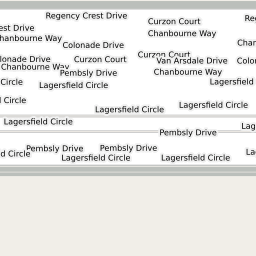 Regency Crest Drive
Re
Curzon Court
est Drive
Chanbourne Way
hanbourne Way
Colonade Drive
Chan
Curzon Court
lonade Drive
Curzon Court
Van Arsdale Drive
Colo
Chanbourne Way
Pembsly Drive
Chanbourne Way
Circle
Lagersfield Circle
Lagersfield
l Circle
Lagersfield Circle
Lagersfield Circle
Lagersfield Circle
Lag
Pembsly Drive
d Circle
Pembsly Drive
Pembsly Drive
La
Lagersfield Circle
Lagersfield Circle